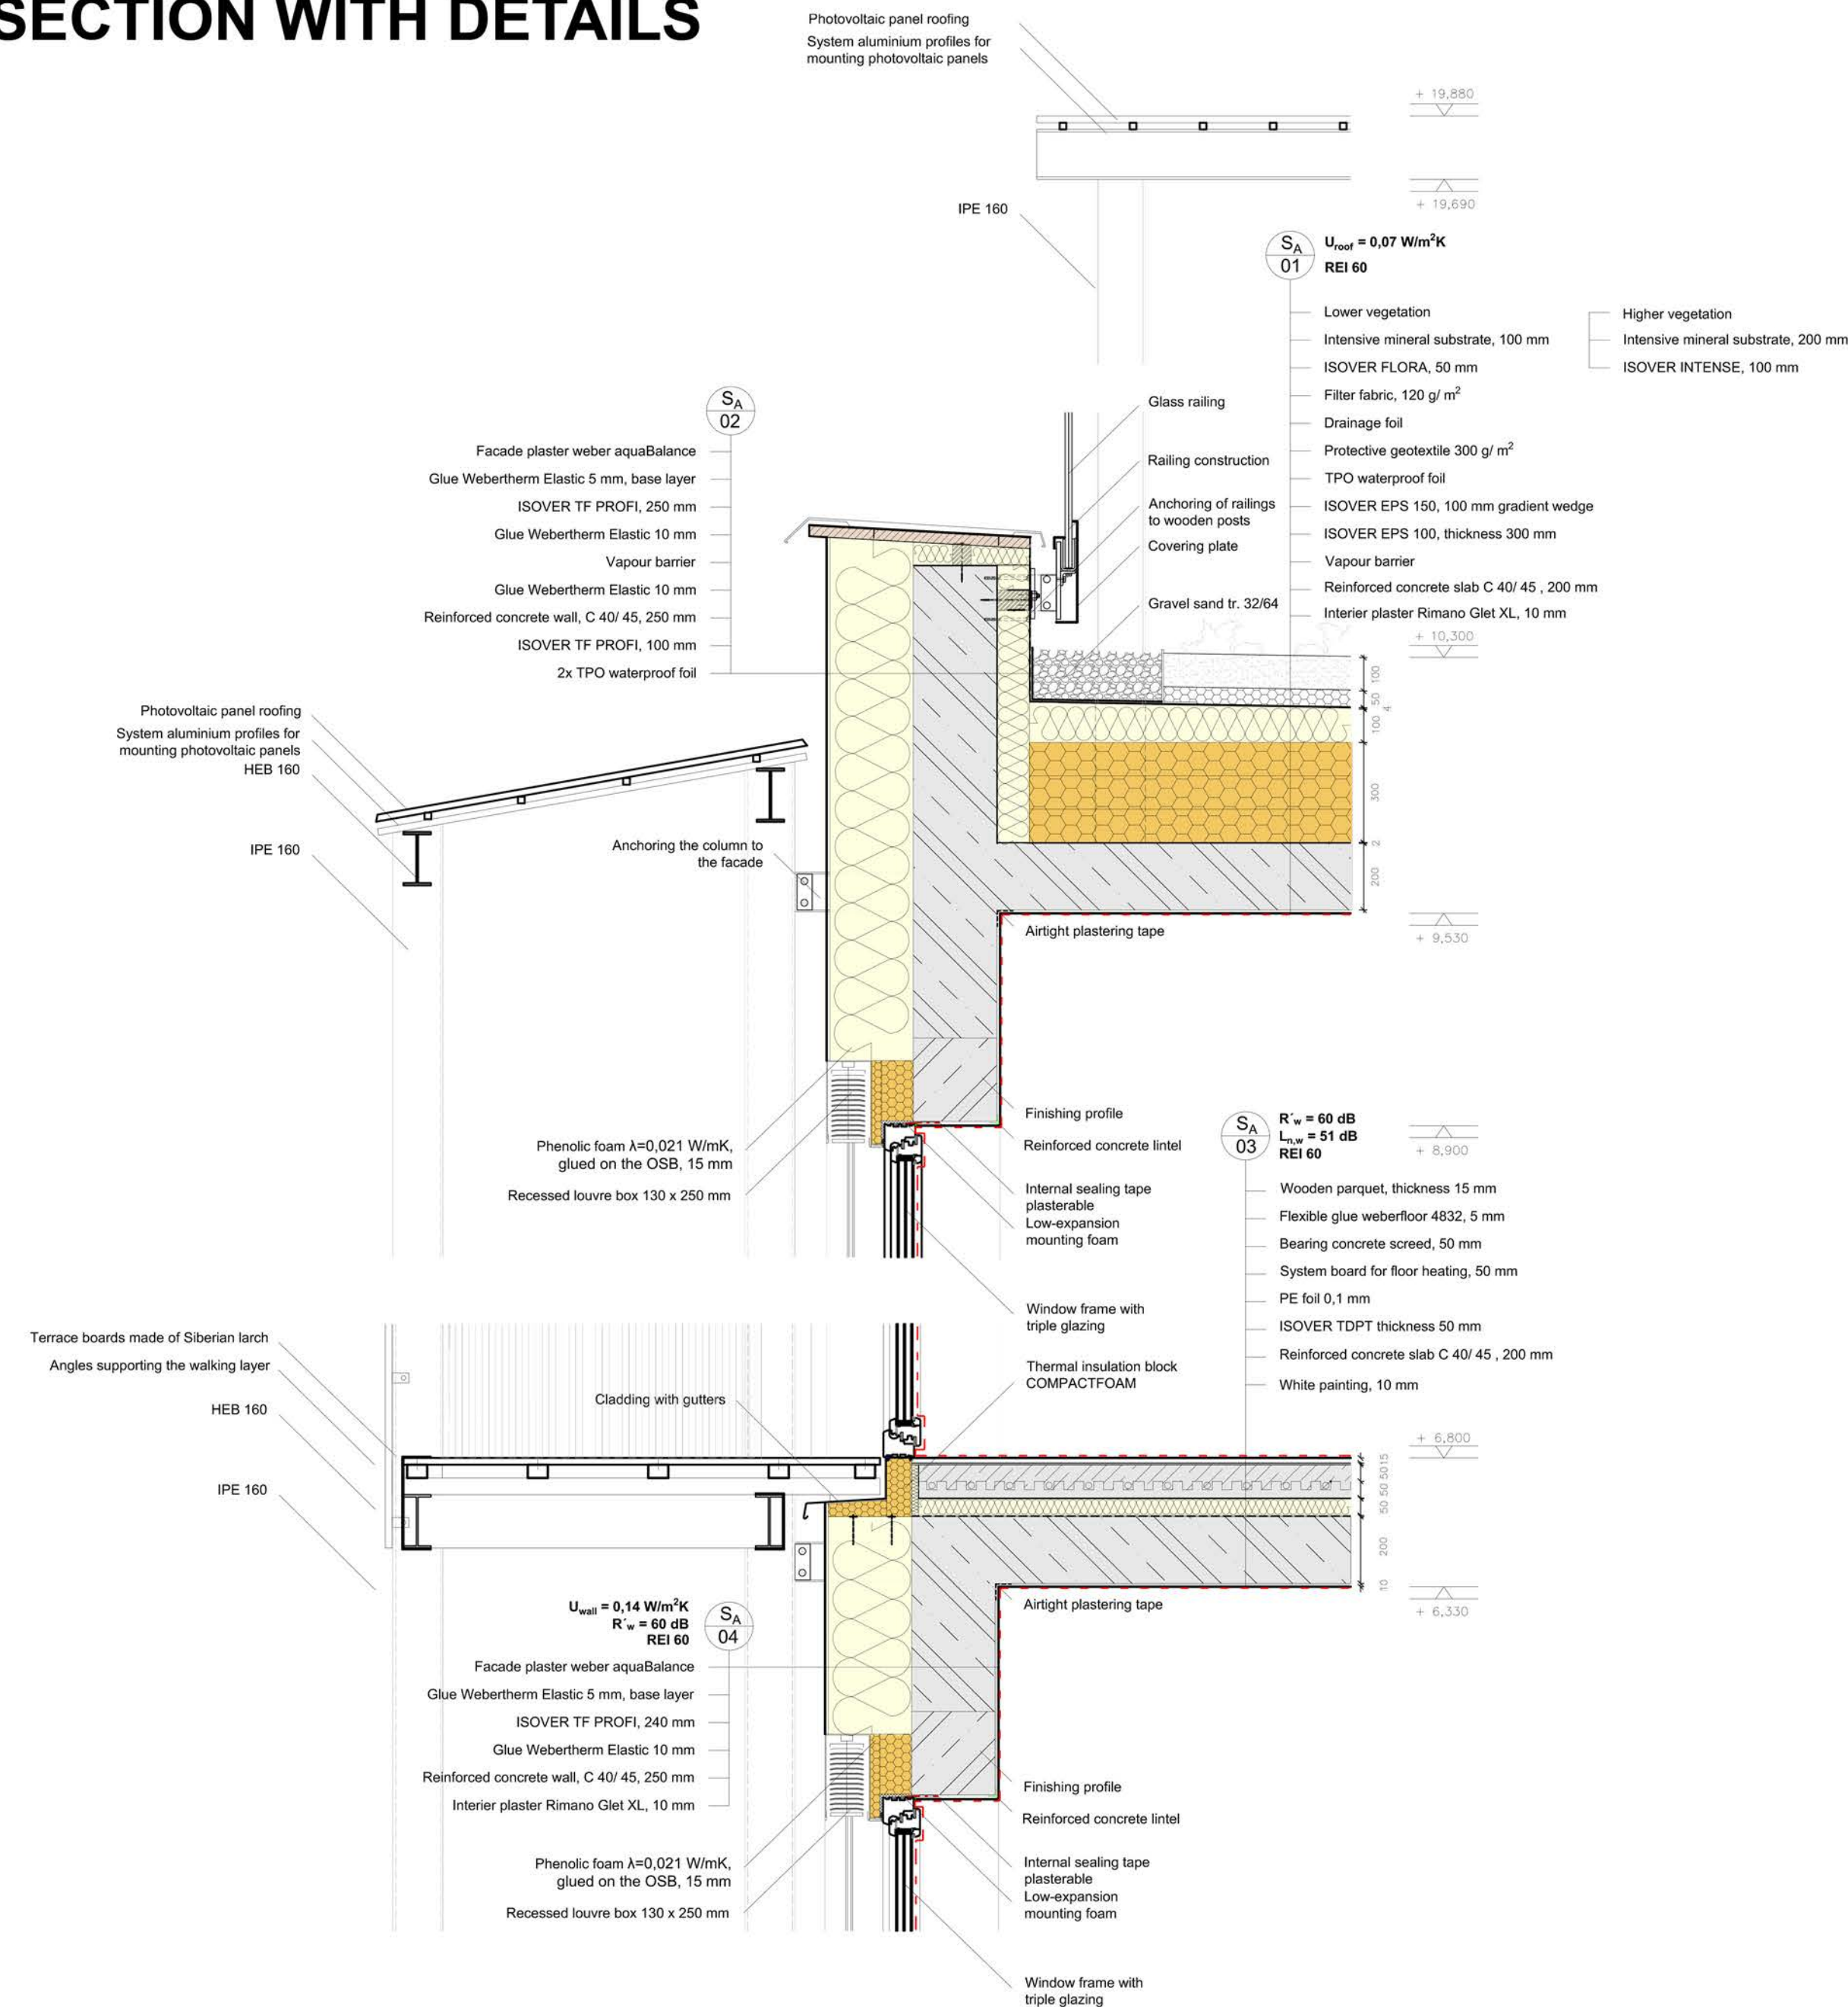 SECTION WITH DETAILS
Photovoltaic panel roofing
System aluminium profiles for
mounting photovoltaic panels
+ 19,880
IPE 160
+ 19,690
SA
01
Uroof = 0,07 W/m²K
REI 60
Lower vegetation
Intensive mineral substrate, 100 mm
ISOVER FLORA, 50 mm
Filter fabric, 120 g/ m²
Drainage foil
Protective geotextile 300 g/ m²
TPO waterproof foil
ISOVER EPS 150, 100 mm gradient wedge
ISOVER EPS 100, thickness 300 mm
Vapour barrier
Reinforced concrete slab C 40/ 45 , 200 mm
Interier plaster Rimano Glet XL, 10 mm
Higher vegetation
Intensive mineral substrate, 200 mm
ISOVER INTENSE, 100 mm
SA
02
Facade plaster weber aquaBalance
Glue Webertherm Elastic 5 mm, base layer
ISOVER TF PROFI, 250 mm
Glue Webertherm Elastic 10 mm
Vapour barrier
Glue Webertherm Elastic 10 mm
Reinforced concrete wall, C 40/ 45, 250 mm
ISOVER TF PROFI, 100 mm
2x TPO waterproof foil
Glass railing
Railing construction
Anchoring of railings
to wooden posts
Covering plate
Gravel sand tr. 32/64
+ 10,300
100
50
4
100
300
2
200
+ 9,530
Photovoltaic panel roofing
System aluminium profiles for
mounting photovoltaic panels
HEB 160
IPE 160
Anchoring the column to
the facade
Airtight plastering tape
Finishing profile
Reinforced concrete lintel
Internal sealing tape
plasterable
Low-expansion
mounting foam
Phenolic foam λ=0,021 W/mK,
glued on the OSB, 15 mm
Recessed louvre box 130 x 250 mm
Window frame with
triple glazing
SA
03
R´w = 60 dB
Ln,w = 51 dB
REI 60
+ 8,900
Wooden parquet, thickness 15 mm
Flexible glue weberfloor 4832, 5 mm
Bearing concrete screed, 50 mm
System board for floor heating, 50 mm
PE foil 0,1 mm
ISOVER TDPT thickness 50 mm
Reinforced concrete slab C 40/ 45 , 200 mm
White painting, 10 mm
Terrace boards made of Siberian larch
Angles supporting the walking layer
HEB 160
IPE 160
Cladding with gutters
Thermal insulation block
COMPACTFOAM
+ 6,800
15
50
50
50
200
10
+ 6,330
Airtight plastering tape
Uwall = 0,14 W/m²K
R´w = 60 dB
REI 60
SA
04
Facade plaster weber aquaBalance
Glue Webertherm Elastic 5 mm, base layer
ISOVER TF PROFI, 240 mm
Glue Webertherm Elastic 10 mm
Reinforced concrete wall, C 40/ 45, 250 mm
Interier plaster Rimano Glet XL, 10 mm
Finishing profile
Reinforced concrete lintel
Phenolic foam λ=0,021 W/mK,
glued on the OSB, 15 mm
Recessed louvre box 130 x 250 mm
Internal sealing tape
plasterable
Low-expansion
mounting foam
Window frame with
triple glazing